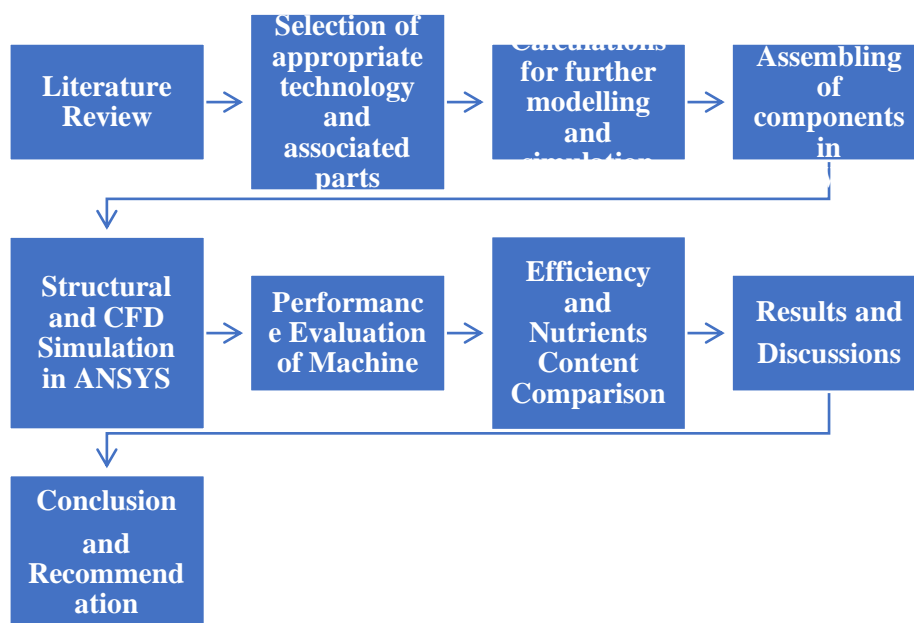 Literature
Review
Selection of
appropriate
technology
and
associated
parts
Calculations
for further
modelling
and
simulation
Assembling
of
components
in
Structural
and CFD
Simulation
in ANSYS
Performanc
e Evaluation
of Machine
Efficiency
and
Nutrients
Content
Comparison
Results and
Discussions
Conclusion
and
Recommend
ation